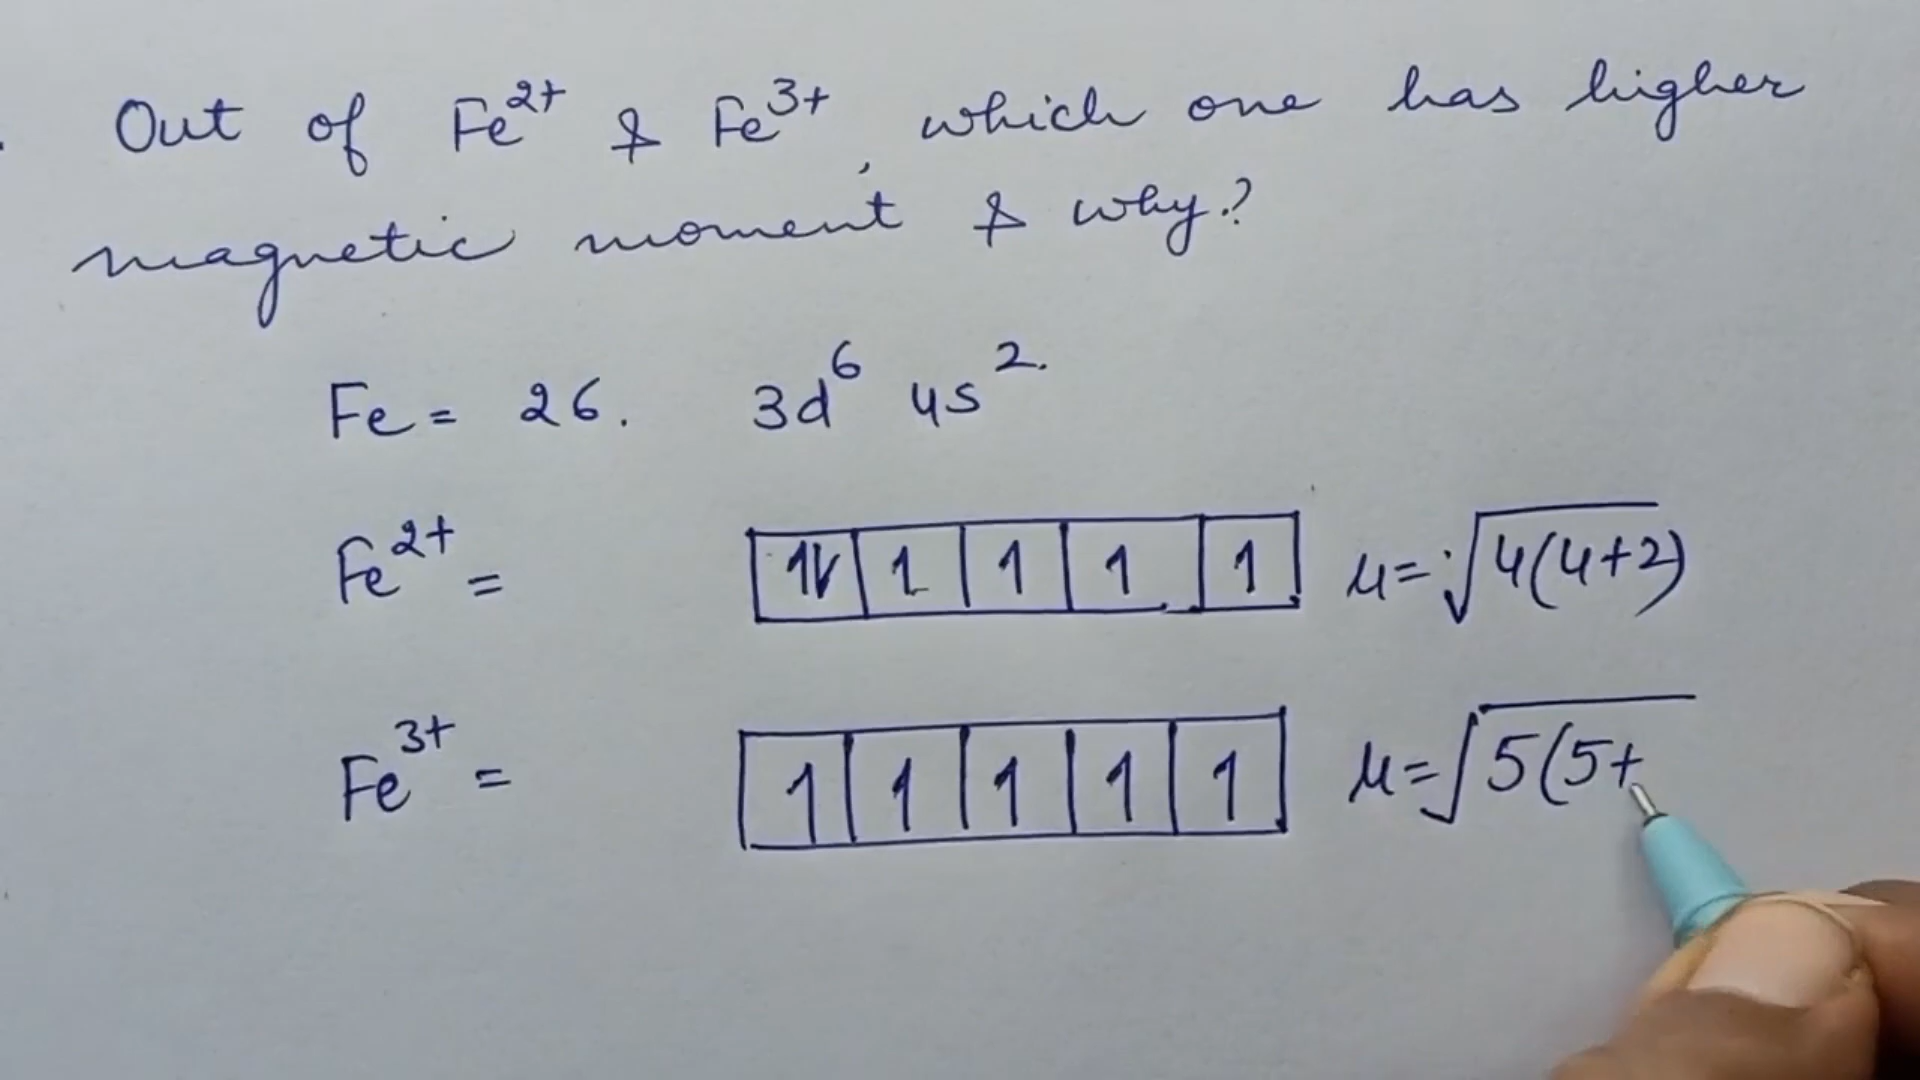 Out of Fe²⁺ & Fe³⁺, which one has higher
magnetic moment & why?
Fe = 26. 3d⁶ 4s².
Fe²⁺ = 1⥮ 1 1 1 1 μ = √4(4+2)
Fe³⁺ = 1 1 1 1 1 μ = √5(5+